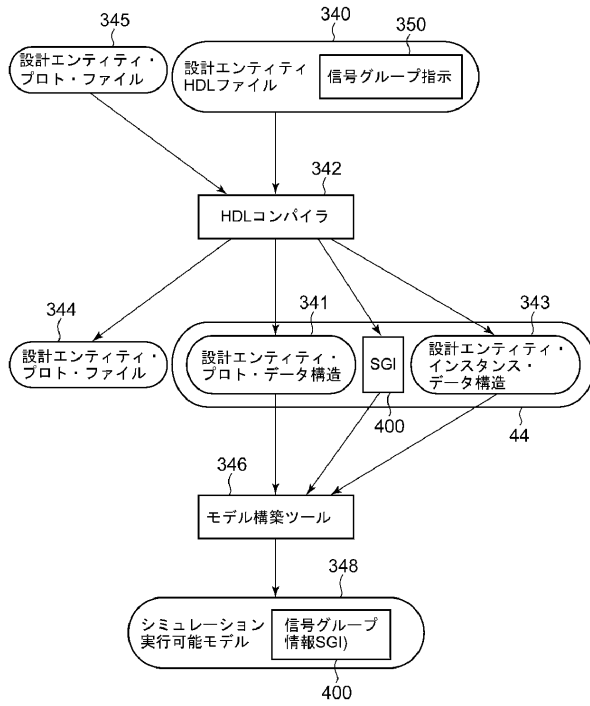 345
設計エンティティ・
プロト・ファイル
340
設計エンティティ
HDLファイル
350
信号グループ指示
342
HDLコンパイラ
344
設計エンティティ・
プロト・ファイル
341
設計エンティティ・
プロト・データ構造
SGI
400
343
設計エンティティ・
インスタンス・
データ構造
44
346
モデル構築ツール
348
シミュレーション
実行可能モデル
信号グループ
情報SGI)
400